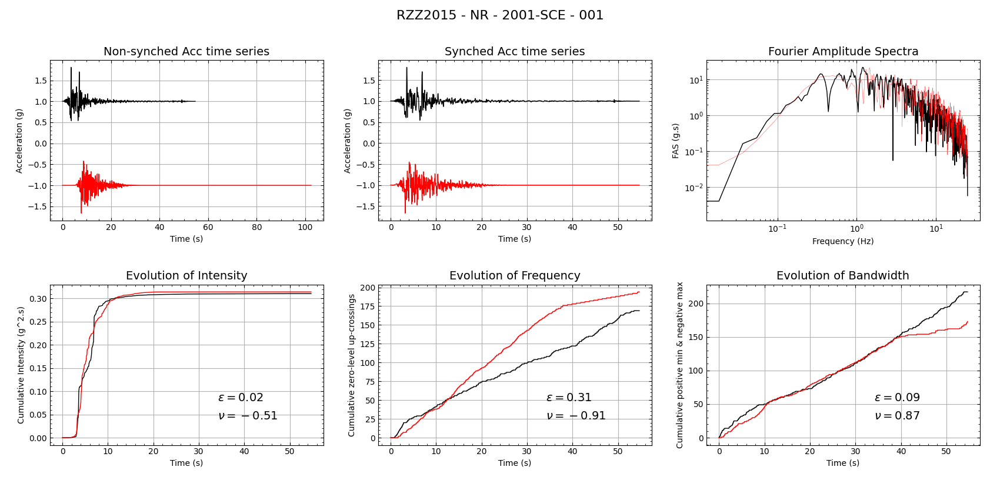 RZZ2015 - NR - 2001-SCE - 001
Non-synched Acc time series
Acceleration (g)
1.5
1.0
0.5
0.0
−0.5
−1.0
−1.5
0 20 40 60 80 100
Time (s)
Synched Acc time series
Acceleration (g)
1.5
1.0
0.5
0.0
−0.5
−1.0
−1.5
0 10 20 30 40 50
Time (s)
Fourier Amplitude Spectra
FAS (g.s)
10¹
10⁰
10⁻¹
10⁻²
10⁻¹ 10⁰ 10¹
Frequency (Hz)
Evolution of Intensity
Cumulative Intensity (g^2.s)
0.30
0.25
0.20
0.15
0.10
0.05
0.00
ε = 0.02
ν = −0.51
0 10 20 30 40 50
Time (s)
Evolution of Frequency
Cumulative zero-level up-crossings
200
175
150
125
100
75
50
25
0
ε = 0.31
ν = −0.91
0 10 20 30 40 50
Time (s)
Evolution of Bandwidth
Cumulative positive min & negative max
200
150
100
50
0
ε = 0.09
ν = 0.87
0 10 20 30 40 50
Time (s)